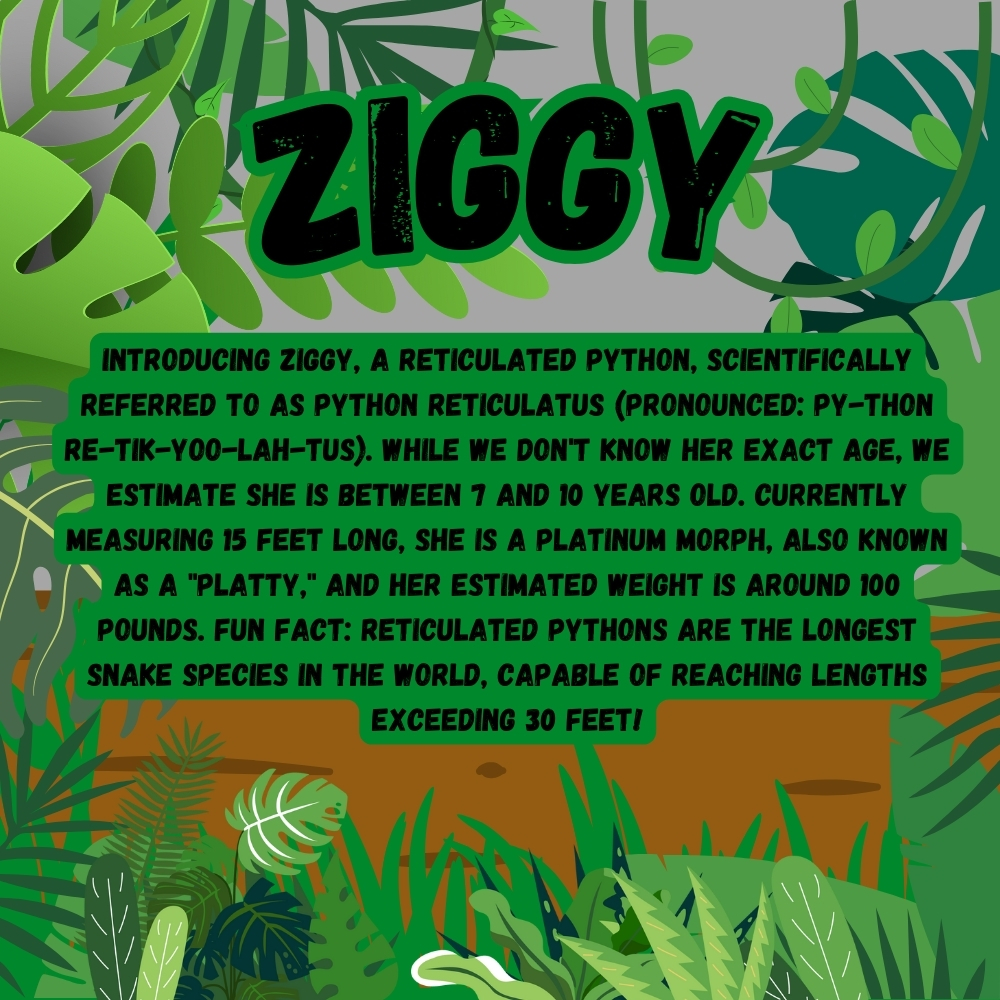 ZIGGY
INTRODUCING ZIGGY, A RETICULATED PYTHON, SCIENTIFICALLY
REFERRED TO AS PYTHON RETICULATUS (PRONOUNCED: PY-THON
RE-TIK-YOO-LAH-TUS). WHILE WE DON'T KNOW HER EXACT AGE, WE
ESTIMATE SHE IS BETWEEN 7 AND 10 YEARS OLD. CURRENTLY
MEASURING 15 FEET LONG, SHE IS A PLATINUM MORPH, ALSO KNOWN
AS A "PLATTY," AND HER ESTIMATED WEIGHT IS AROUND 100
POUNDS. FUN FACT: RETICULATED PYTHONS ARE THE LONGEST
SNAKE SPECIES IN THE WORLD, CAPABLE OF REACHING LENGTHS
EXCEEDING 30 FEET!